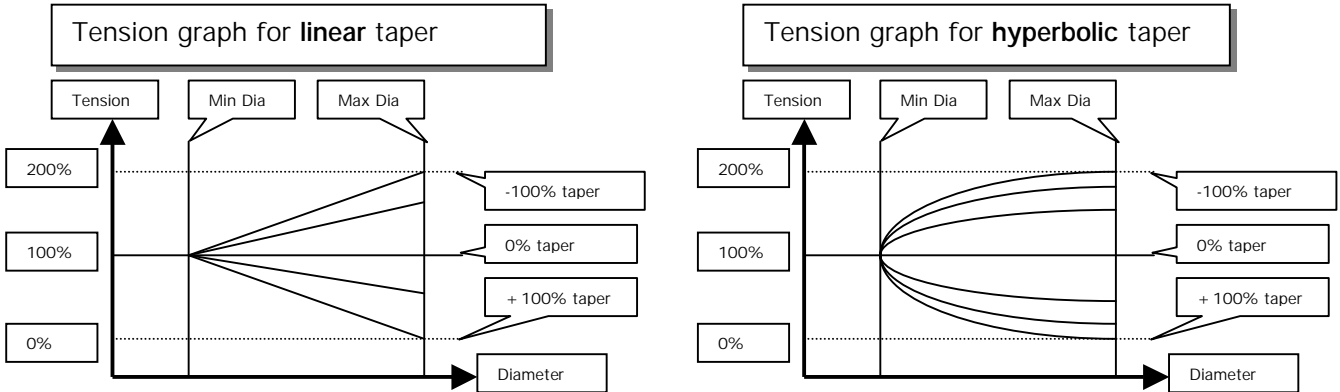 Tension graph for linear taper
Tension
Min Dia
Max Dia
200%
-100% taper
100%
0% taper
+ 100% taper
0%
Diameter
Tension graph for hyperbolic taper
Tension
Min Dia
Max Dia
200%
-100% taper
100%
0% taper
+ 100% taper
0%
Diameter